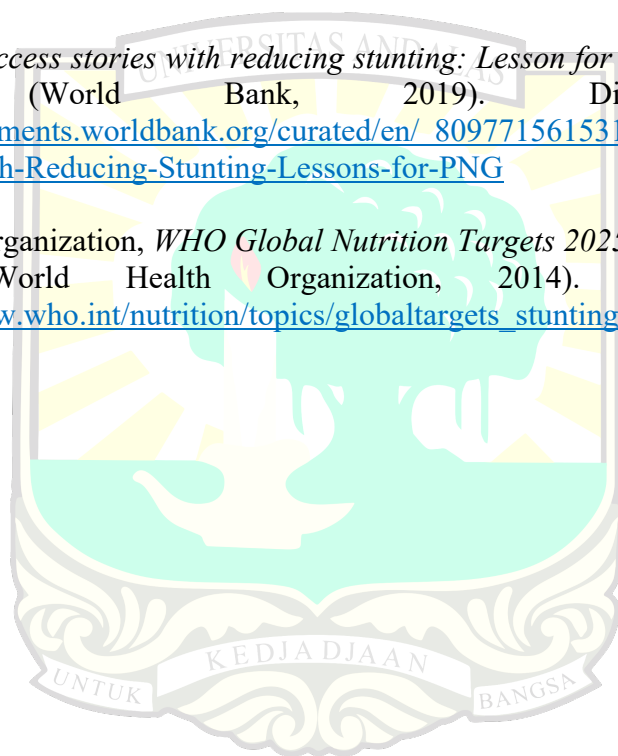 ccess stories with reducing stunting: Lesson for
(World Bank, 2019). Di
ments.worldbank.org/curated/en/ 80977156153
h-Reducing-Stunting-Lessons-for-PNG
rganization, WHO Global Nutrition Targets 2025
World Health Organization, 2014).
w.who.int/nutrition/topics/globaltargets_stunting
UNIVERSITAS ANDALAS
UNTUK KEDJADJAAN BANGSA